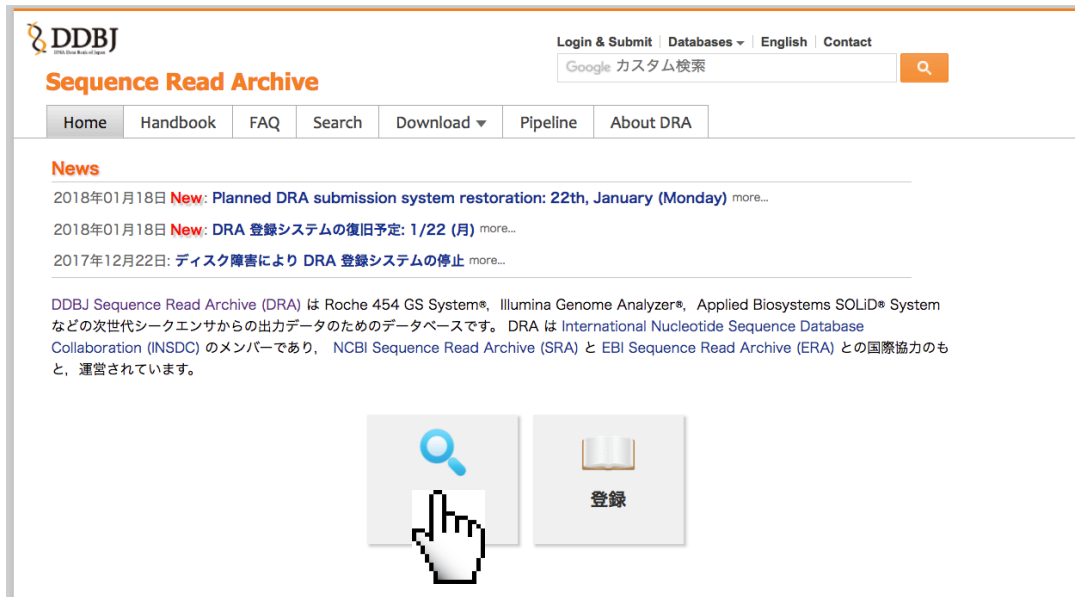 DDBJ
DNA Data Bank of Japan
Login & Submit Databases English Contact
Google カスタム検索
Sequence Read Archive
Home Handbook FAQ Search Download Pipeline About DRA
News
2018年01月18日 New: Planned DRA submission system restoration: 22th, January (Monday) more...
2018年01月18日 New: DRA 登録システムの復旧予定: 1/22 (月) more...
2017年12月22日: ディスク障害により DRA 登録システムの停止 more...
DDBJ Sequence Read Archive (DRA) は Roche 454 GS System®, Illumina Genome Analyzer®, Applied Biosystems SOLiD® System
などの次世代シークエンサからの出力データのためのデータベースです。 DRA は International Nucleotide Sequence Database
Collaboration (INSDC) のメンバーであり, NCBI Sequence Read Archive (SRA) と EBI Sequence Read Archive (ERA) との国際協力のも
と, 運営されています。
登録